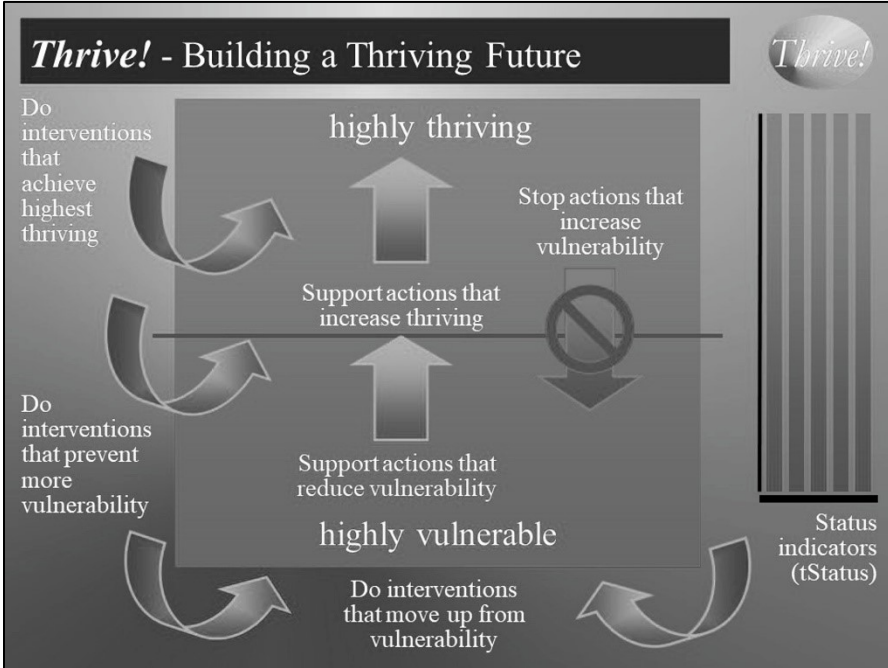 Thrive! - Building a Thriving Future
Thrive!
Do
interventions
that
achieve
highest
thriving
highly thriving
Stop actions that
increase
vulnerability
Support actions that
increase thriving
Do
interventions
that prevent
more
vulnerability
Support actions that
reduce vulnerability
highly vulnerable
Status
indicators
(tStatus)
Do interventions
that move up from
vulnerability